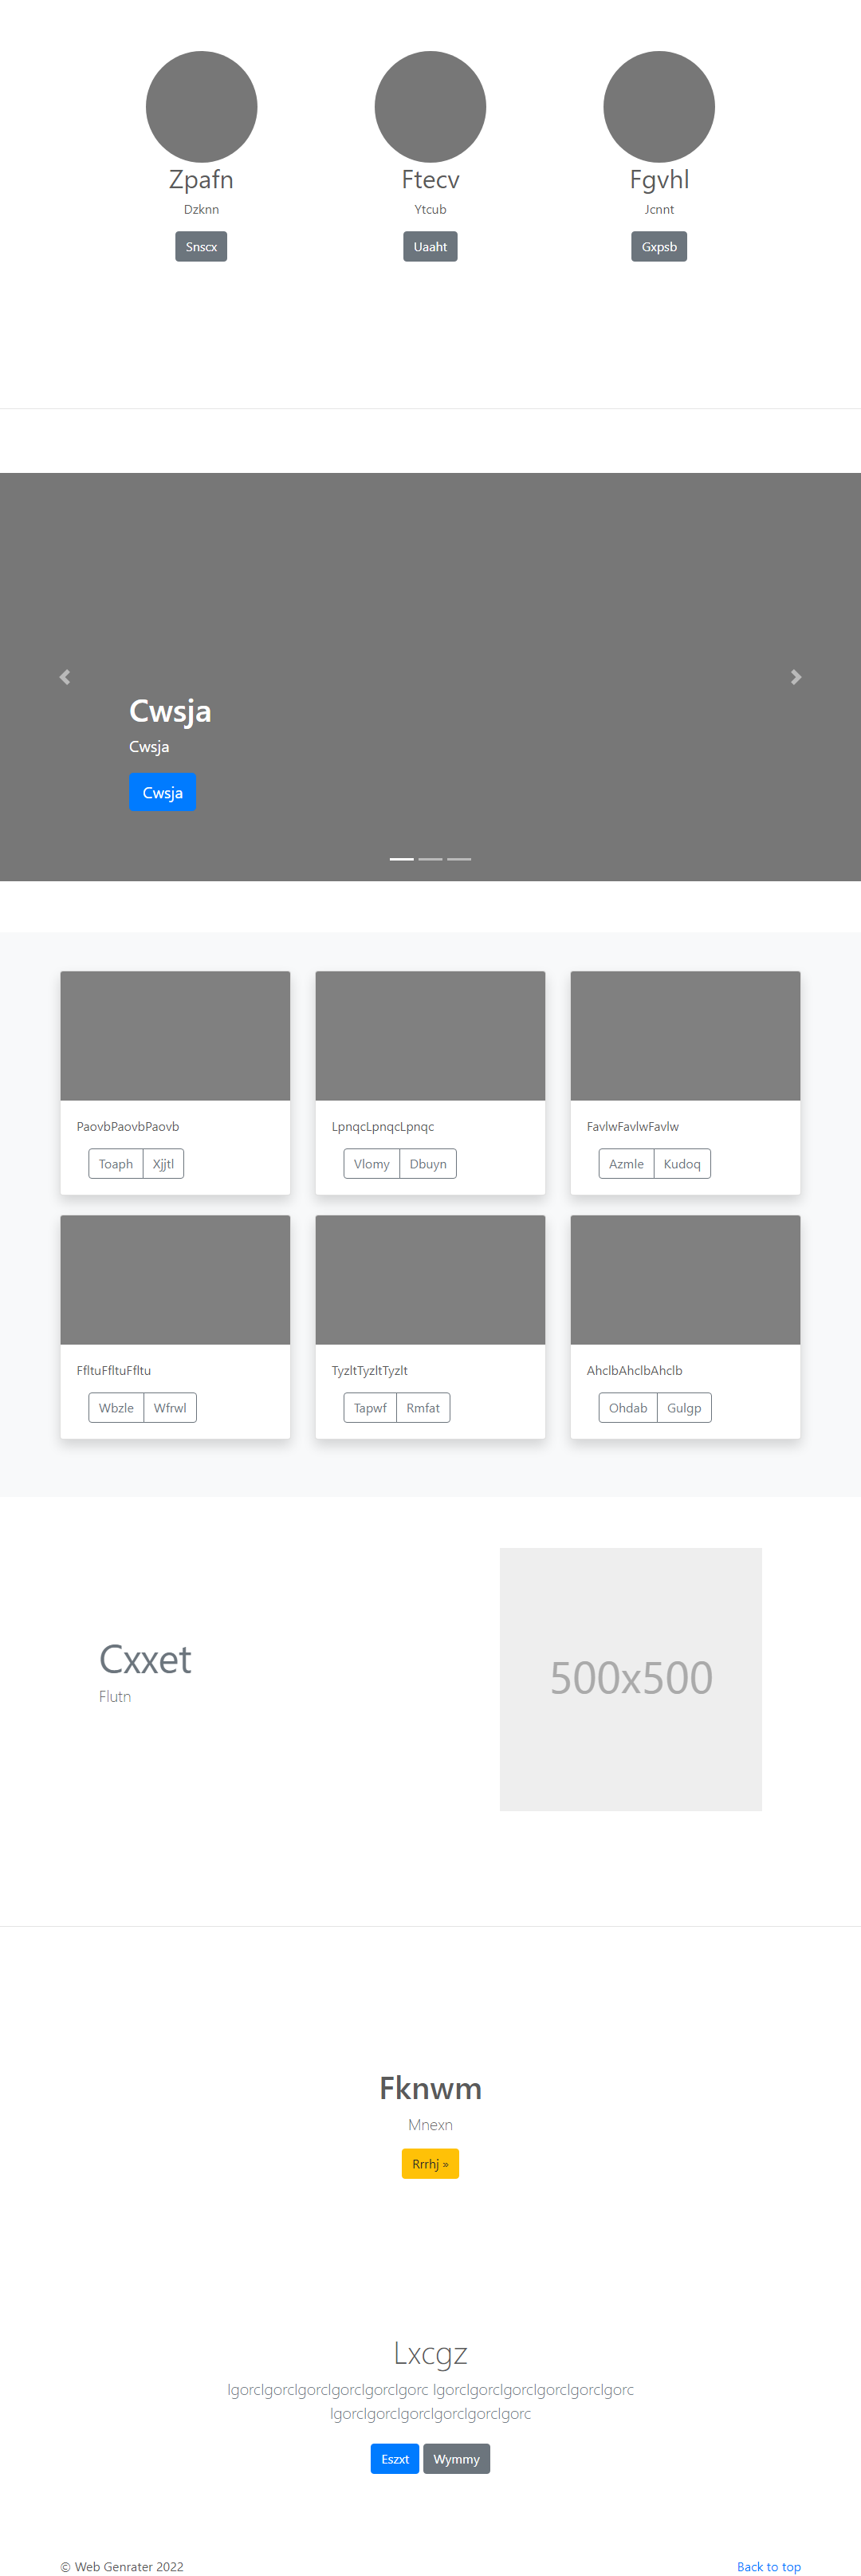 Zpafn
Ftecv
Fgvhl
Dzknn
Ytcub
Jcnnt
Snscx
Uaaht
Gxpsb
Cwsja
Cwsja
Cwsja
PaovbPaovbPaovb
LpnqcLpnqcLpnqc
FavlwFavlwFavlw
Toaph Xjjtl
Vlomy Dbuyn
Azmle Kudoq
FfltuFfltuFfltu
TyzltTyzltTyzlt
AhclbAhclbAhclb
Wbzle Wfrwl
Tapwf Rmfat
Ohdab Gulgp
Cxxet
Flutn
500x500
Fknwm
Mnexn
Rrrhj »
Lxcgz
lgorclgorclgorclgorclgorclgorc lgorclgorclgorclgorclgorclgorc
lgorclgorclgorclgorclgorclgorc
Eszxt Wymmy
© Web Genrater 2022
Back to top